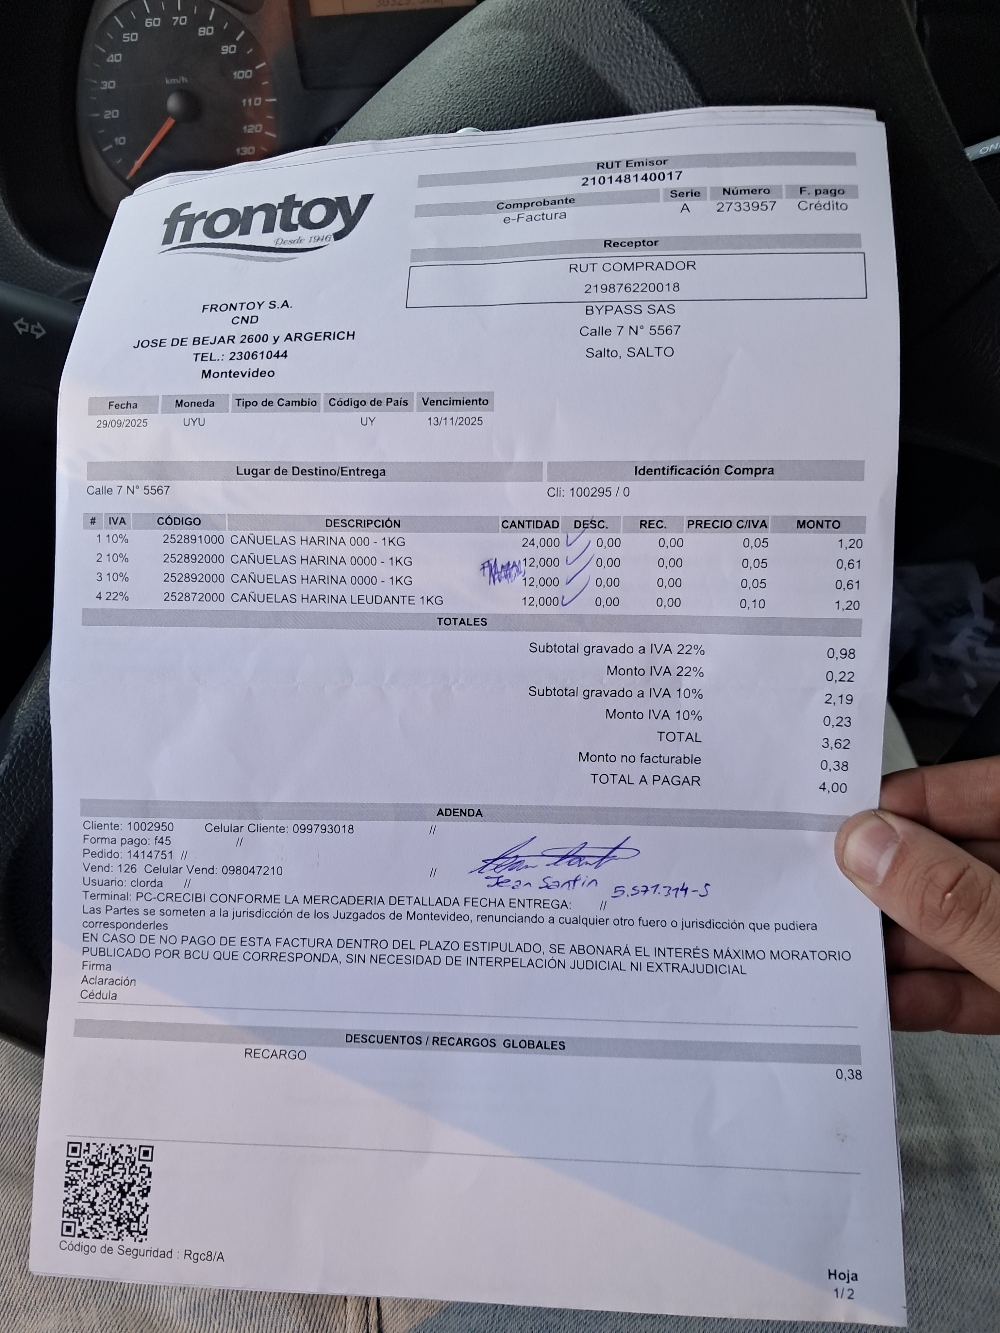 60 70
50 80
40 90
km/h
30 100
20 110
10 120
130
frontoy
Desde 1946
FRONTOY S.A.
CND
JOSE DE BEJAR 2600 y ARGERICH
TEL.: 23061044
Montevideo
RUT Emisor
210148140017
Comprobante Serie Número F. pago
e-Factura A 2733957 Crédito
Receptor
RUT COMPRADOR
219876220018
BYPASS SAS
Calle 7 N° 5567
Salto, SALTO
Fecha Moneda Tipo de Cambio Código de País Vencimiento
29/09/2025 UYU UY 13/11/2025
Lugar de Destino/Entrega Identificación Compra
Calle 7 N° 5567 Cli: 100295 / 0
# IVA CÓDIGO DESCRIPCIÓN CANTIDAD DESC. REC. PRECIO C/IVA MONTO
1 10% 252891000 CAÑUELAS HARINA 000 - 1KG 24,000 0,00 0,00 0,05 1,20
2 10% 252892000 CAÑUELAS HARINA 0000 - 1KG 12,000 0,00 0,00 0,05 0,61
3 10% 252892000 CAÑUELAS HARINA 0000 - 1KG 12,000 0,00 0,00 0,05 0,61
4 22% 252872000 CAÑUELAS HARINA LEUDANTE 1KG 12,000 0,00 0,00 0,10 1,20
TOTALES
Subtotal gravado a IVA 22% 0,98
Monto IVA 22% 0,22
Subtotal gravado a IVA 10% 2,19
Monto IVA 10% 0,23
TOTAL 3,62
Monto no facturable 0,38
TOTAL A PAGAR 4,00
ADENDA
Cliente: 1002950 Celular Cliente: 099793018 //
Forma pago: f45 //
Pedido: 1414751 //
Vend: 126 Celular Vend: 098047210 //
Usuario: clorda // Jean Santin 5.571.314-5
Terminal: PC-CRECIBI CONFORME LA MERCADERIA DETALLADA FECHA ENTREGA: //
Las Partes se someten a la jurisdicción de los Juzgados de Montevideo, renunciando a cualquier otro fuero o jurisdicción que pudiera
corresponderles
EN CASO DE NO PAGO DE ESTA FACTURA DENTRO DEL PLAZO ESTIPULADO, SE ABONARÁ EL INTERÉS MÁXIMO MORATORIO
PUBLICADO POR BCU QUE CORRESPONDA, SIN NECESIDAD DE INTERPELACIÓN JUDICIAL NI EXTRAJUDICIAL
Firma
Aclaración
Cédula
DESCUENTOS / RECARGOS GLOBALES
RECARGO 0,38
Código de Seguridad : Rgc8/A
Hoja
1/2